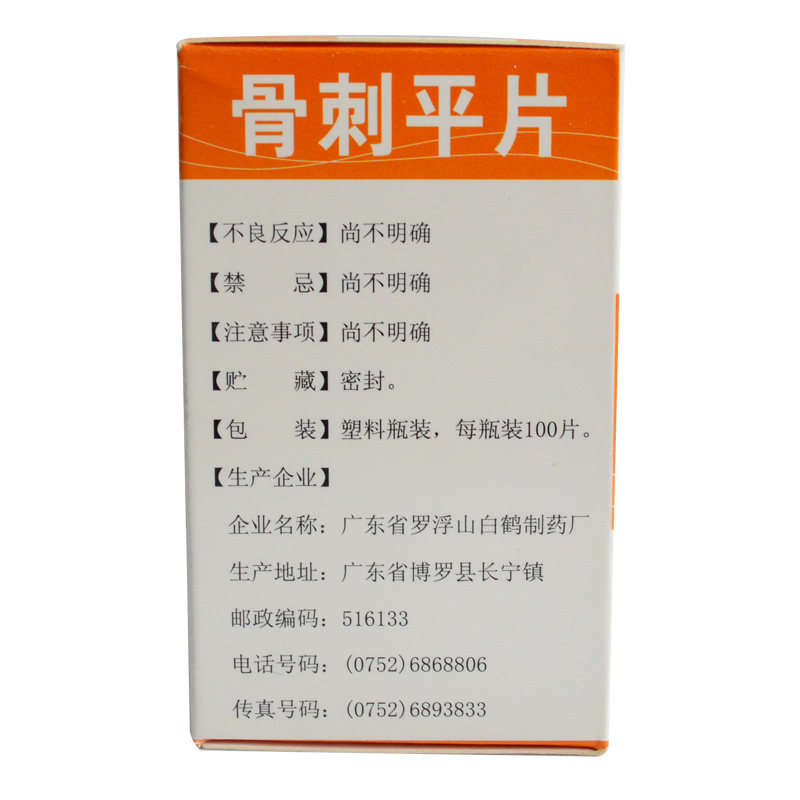 骨刺平片
【不良反应】尚不明确
【禁　　忌】尚不明确
【注意事项】尚不明确
【贮　　藏】密封。
【包　　装】塑料瓶装，每瓶装100片。
【生产企业】
企业名称：广东省罗浮山白鹤制药厂
生产地址：广东省博罗县长宁镇
邮政编码：516133
电话号码：(0752)6868806
传真号码：(0752)6893833